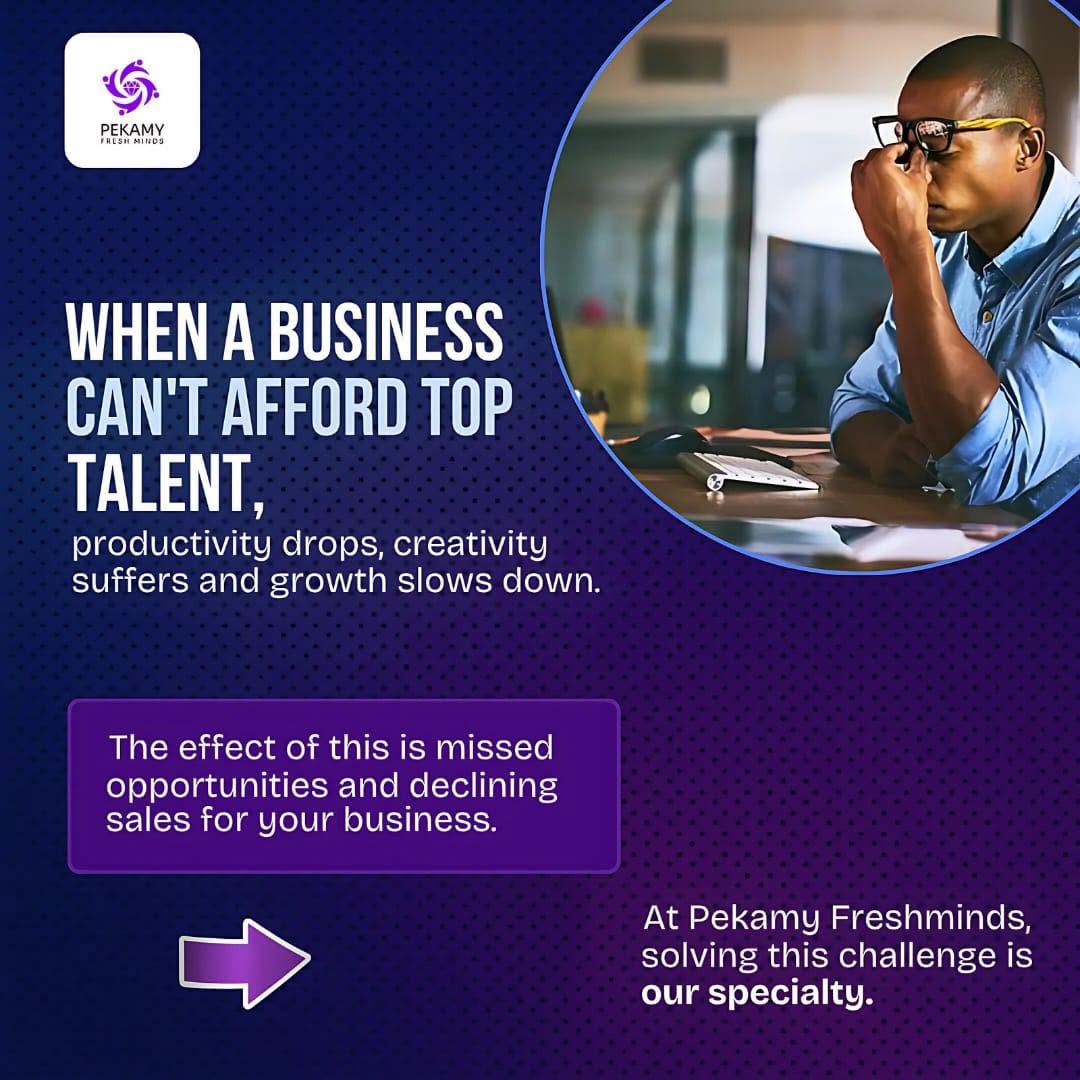 PEKAMY
FRESH MINDS
WHEN A BUSINESS
CAN'T AFFORD TOP
TALENT,
productivity drops, creativity
suffers and growth slows down.
The effect of this is missed
opportunities and declining
sales for your business.
At Pekamy Freshminds,
solving this challenge is
our specialty.